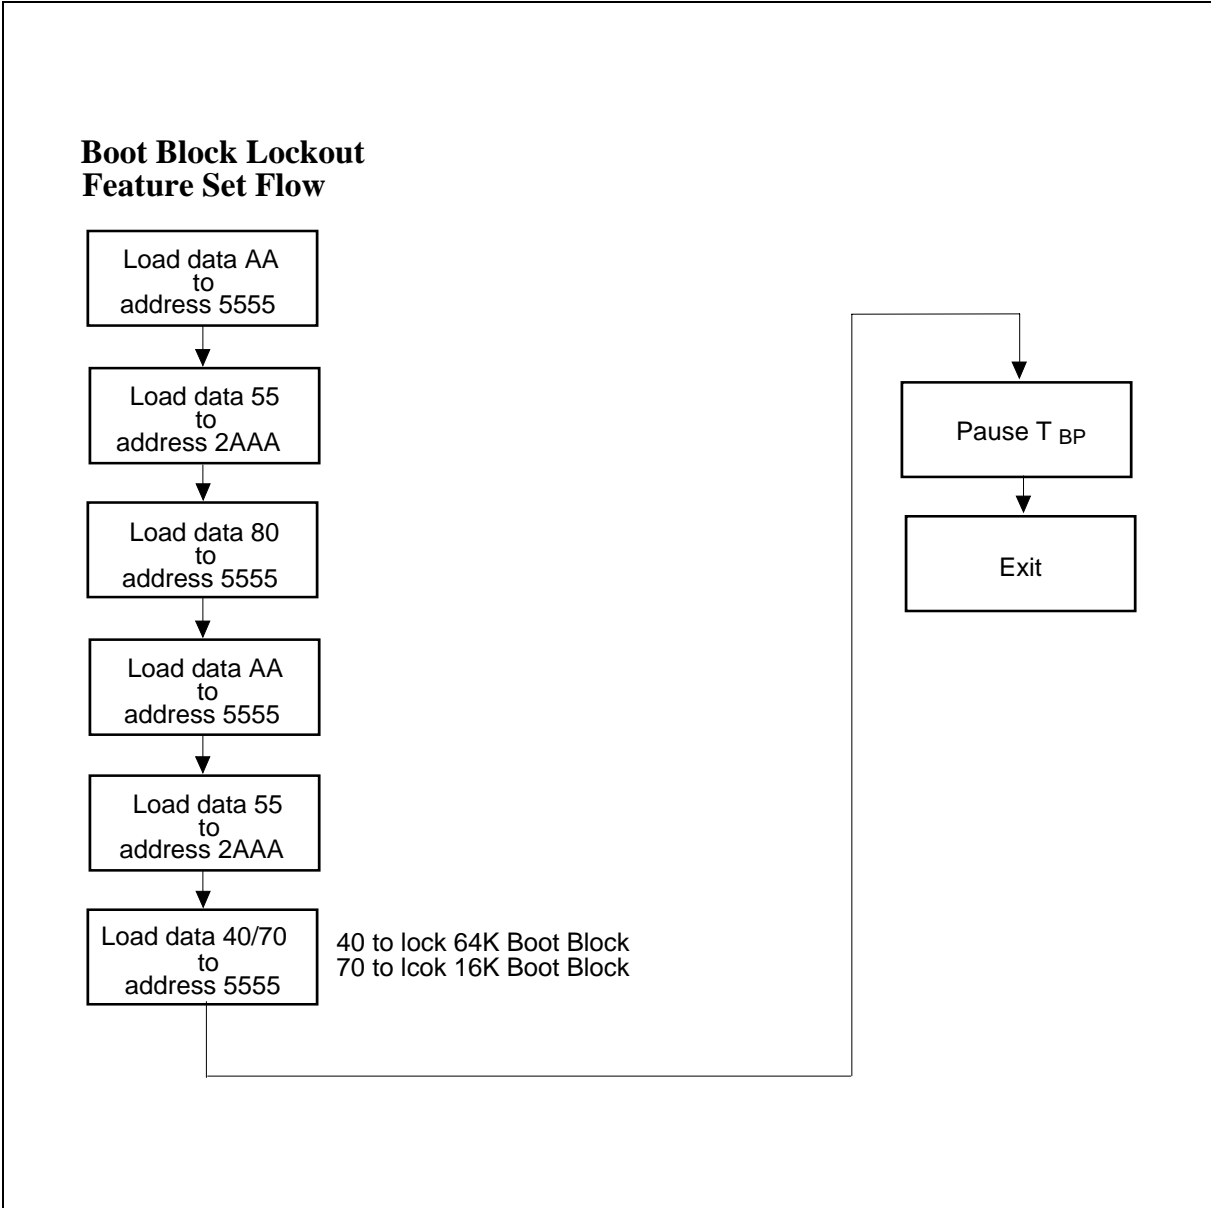 Boot Block Lockout
Feature Set Flow
Load data AA
to
address 5555
Load data 55
to
address 2AAA
Load data 80
to
address 5555
Load data AA
to
address 5555
Load data 55
to
address 2AAA
Load data 40/70
to
address 5555
40 to lock 64K Boot Block
70 to lcok 16K Boot Block
Pause T BP
Exit